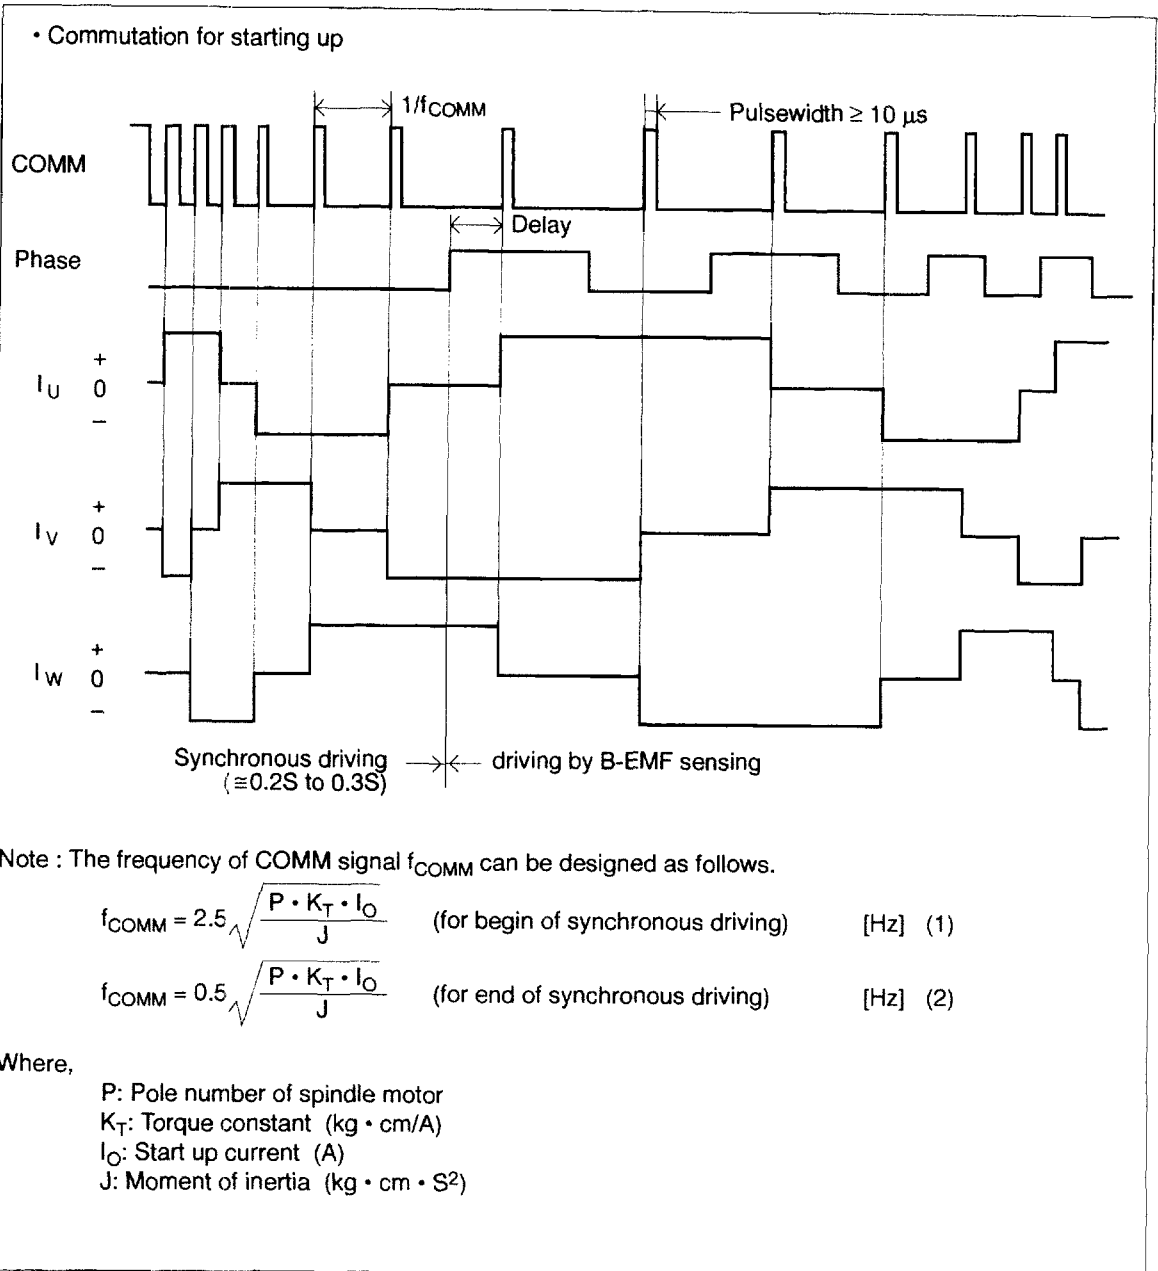 • Commutation for starting up
1/fCOMM
Pulsewidth ≥ 10 μs
COMM
Delay
Phase
+
IU 0
−
+
IV 0
−
+
IW 0
−
Synchronous driving
(≅0.2S to 0.3S)
driving by B-EMF sensing
Note : The frequency of COMM signal fCOMM can be designed as follows.
fCOMM = 2.5 √(P • KT • IO / J) (for begin of synchronous driving) [Hz] (1)
fCOMM = 0.5 √(P • KT • IO / J) (for end of synchronous driving) [Hz] (2)
Where,
P: Pole number of spindle motor
KT: Torque constant (kg • cm/A)
IO: Start up current (A)
J: Moment of inertia (kg • cm • S²)